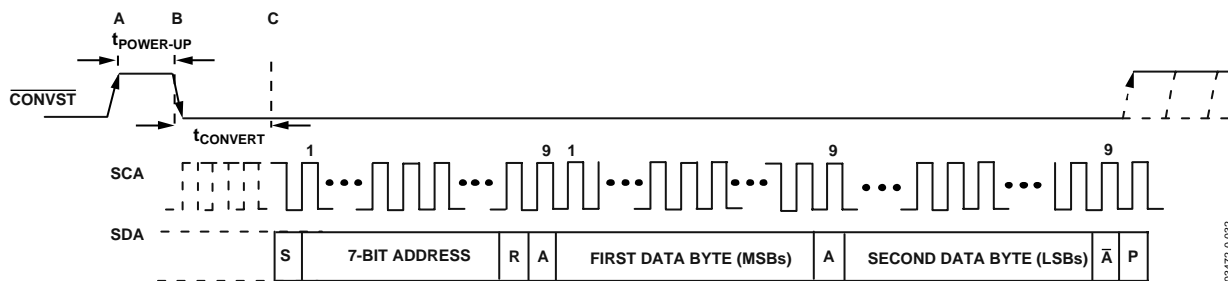 A B C
tPOWER-UP
CONVST
tCONVERT
1 9 1 9 9
SCA
SDA
S 7-BIT ADDRESS R A FIRST DATA BYTE (MSBs) A SECOND DATA BYTE (LSBs) A P